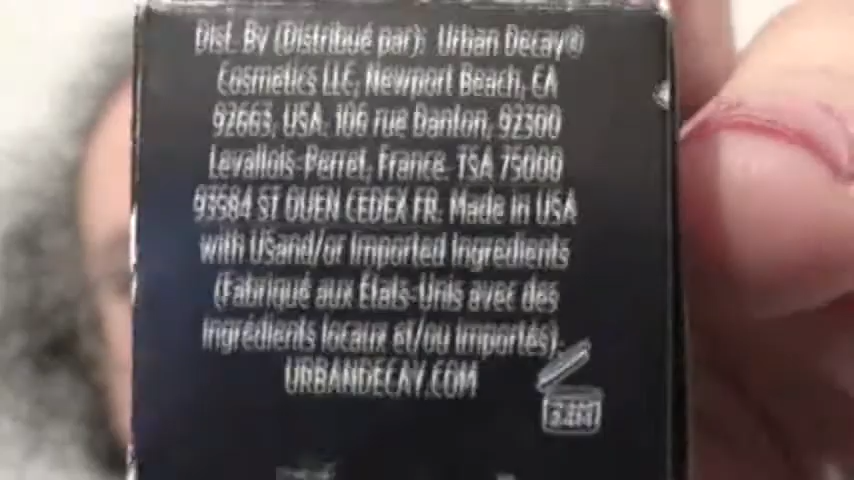 Dist. By (Distribué par): Urban Decay®
Cosmetics LLC, Newport Beach, CA
92663, USA. 106 rue Danton, 92300
Levallois-Perret, France. TSA 75000
93584 ST OUEN CEDEX FR. Made in USA
with USand/or Imported Ingredients
(Fabriqué aux États-Unis avec des
ingrédients locaux et/ou importés).
URBANDECAY.COM
24M